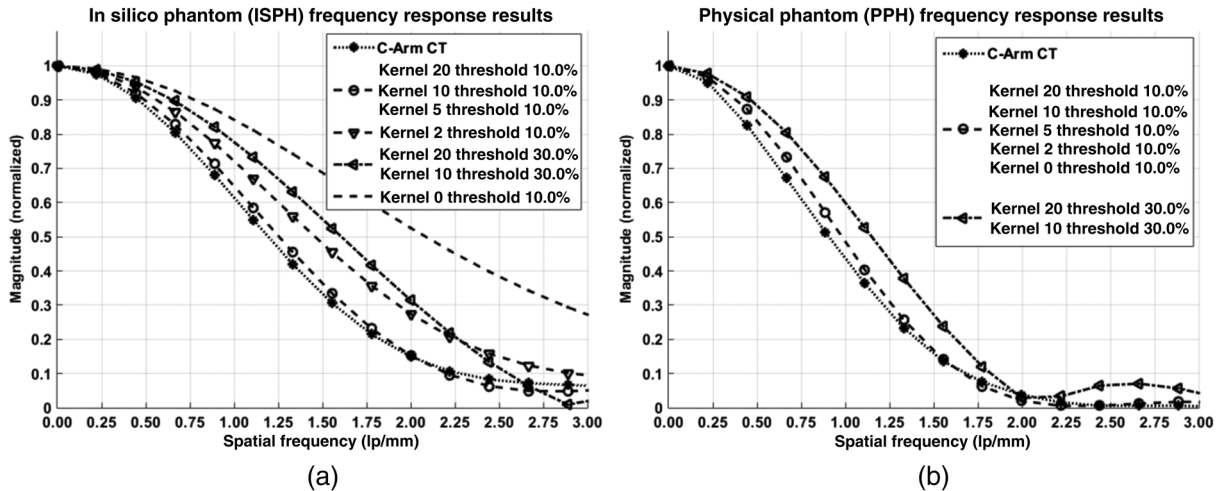 In silico phantom (ISPH) frequency response results
C-Arm CT
Kernel 20 threshold 10.0%
Kernel 10 threshold 10.0%
Kernel 5 threshold 10.0%
Kernel 2 threshold 10.0%
Kernel 20 threshold 30.0%
Kernel 10 threshold 30.0%
Kernel 0 threshold 10.0%
Magnitude (normalized)
1
0.9
0.8
0.7
0.6
0.5
0.4
0.3
0.2
0.1
0
0.00 0.25 0.50 0.75 1.00 1.25 1.50 1.75 2.00 2.25 2.50 2.75 3.00
Spatial frequency (lp/mm)
(a)
Physical phantom (PPH) frequency response results
C-Arm CT
Kernel 20 threshold 10.0%
Kernel 10 threshold 10.0%
Kernel 5 threshold 10.0%
Kernel 2 threshold 10.0%
Kernel 0 threshold 10.0%
Kernel 20 threshold 30.0%
Kernel 10 threshold 30.0%
Magnitude (normalized)
1
0.9
0.8
0.7
0.6
0.5
0.4
0.3
0.2
0.1
0
0.00 0.25 0.50 0.75 1.00 1.25 1.50 1.75 2.00 2.25 2.50 2.75 3.00
Spatial frequency (lp/mm)
(b)